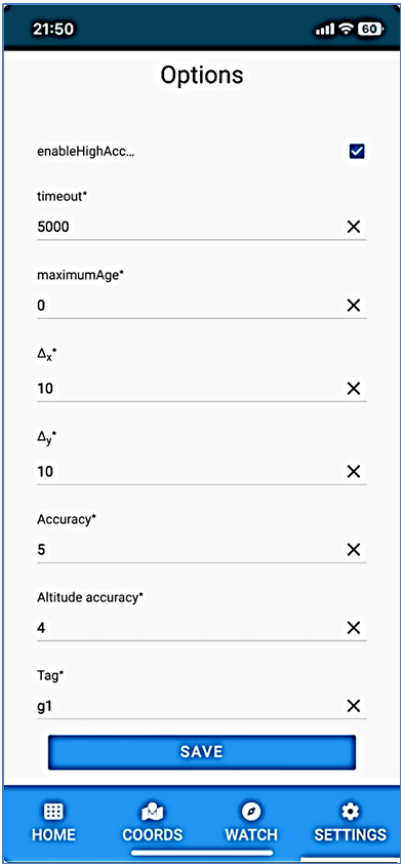 21:50 60
Options
enableHighAcc...
timeout*
5000
maximumAge*
0
Δx*
10
Δy*
10
Accuracy*
5
Altitude accuracy*
4
Tag*
g1
SAVE
HOME COORDS WATCH SETTINGS